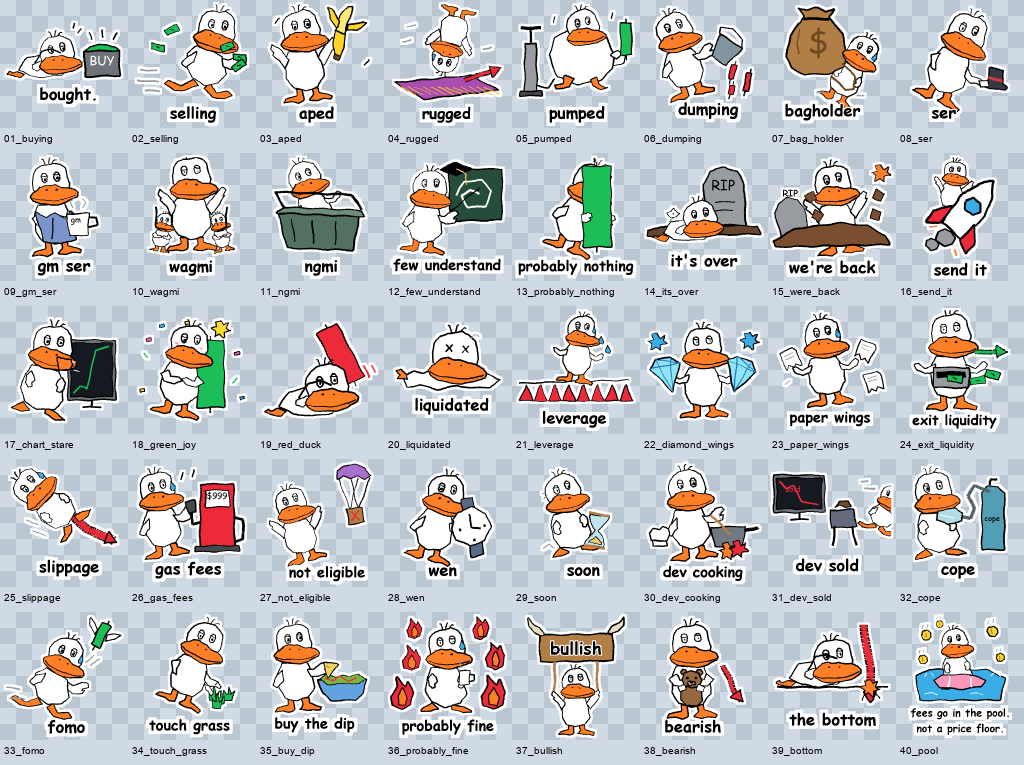 BUY
bought.
selling
aped
rugged
pumped
dumping
$
bagholder
ser
01_buying
02_selling
03_aped
04_rugged
05_pumped
06_dumping
07_bag_holder
08_ser
gm
gm ser
wagmi
ngmi
few understand
probably nothing
RIP
it's over
RIP
we're back
send it
09_gm_ser
10_wagmi
11_ngmi
12_few_understand
13_probably_nothing
14_its_over
15_were_back
16_send_it
x x
liquidated
leverage
paper wings
exit liquidity
17_chart_stare
18_green_joy
19_red_duck
20_liquidated
21_leverage
22_diamond_wings
23_paper_wings
24_exit_liquidity
slippage
$999
gas fees
not eligible
wen
soon
dev cooking
sold
dev sold
cope
cope
25_slippage
26_gas_fees
27_not_eligible
28_wen
29_soon
30_dev_cooking
31_dev_sold
32_cope
fomo
touch grass
buy the dip
probably fine
bullish
bearish
the bottom
fees go in the pool.
not a price floor.
33_fomo
34_touch_grass
35_buy_dip
36_probably_fine
37_bullish
38_bearish
39_bottom
40_pool